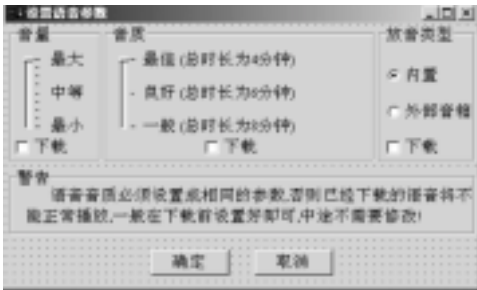 设置语音参数
音量
最大
中等
最小
下载
音质
最佳 (总时长为4分钟)
良好 (总时长为6分钟)
一般 (总时长为8分钟)
下载
放音类型
内置
外部音箱
下载
警告
语音音质必须设置成相同的参数,否则已经下载的语音将不
能正常播放,一般在下载前设置好即可,中途不需要修改!
确定
取消